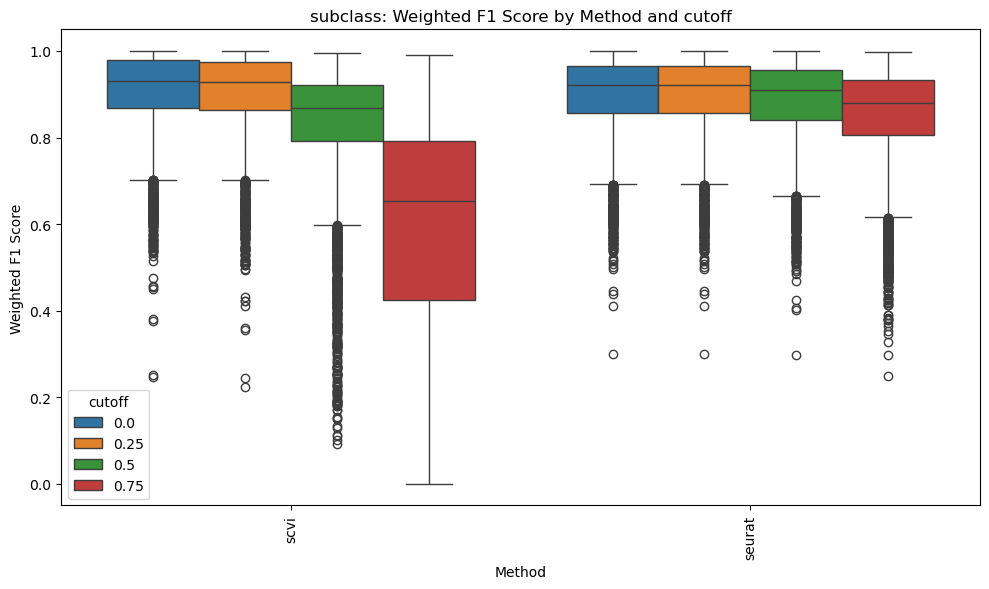 subclass: Weighted F1 Score by Method and cutoff
Weighted F1 Score
1.0
0.8
0.6
0.4
0.2
0.0
cutoff
0.0
0.25
0.5
0.75
scvi
seurat
Method